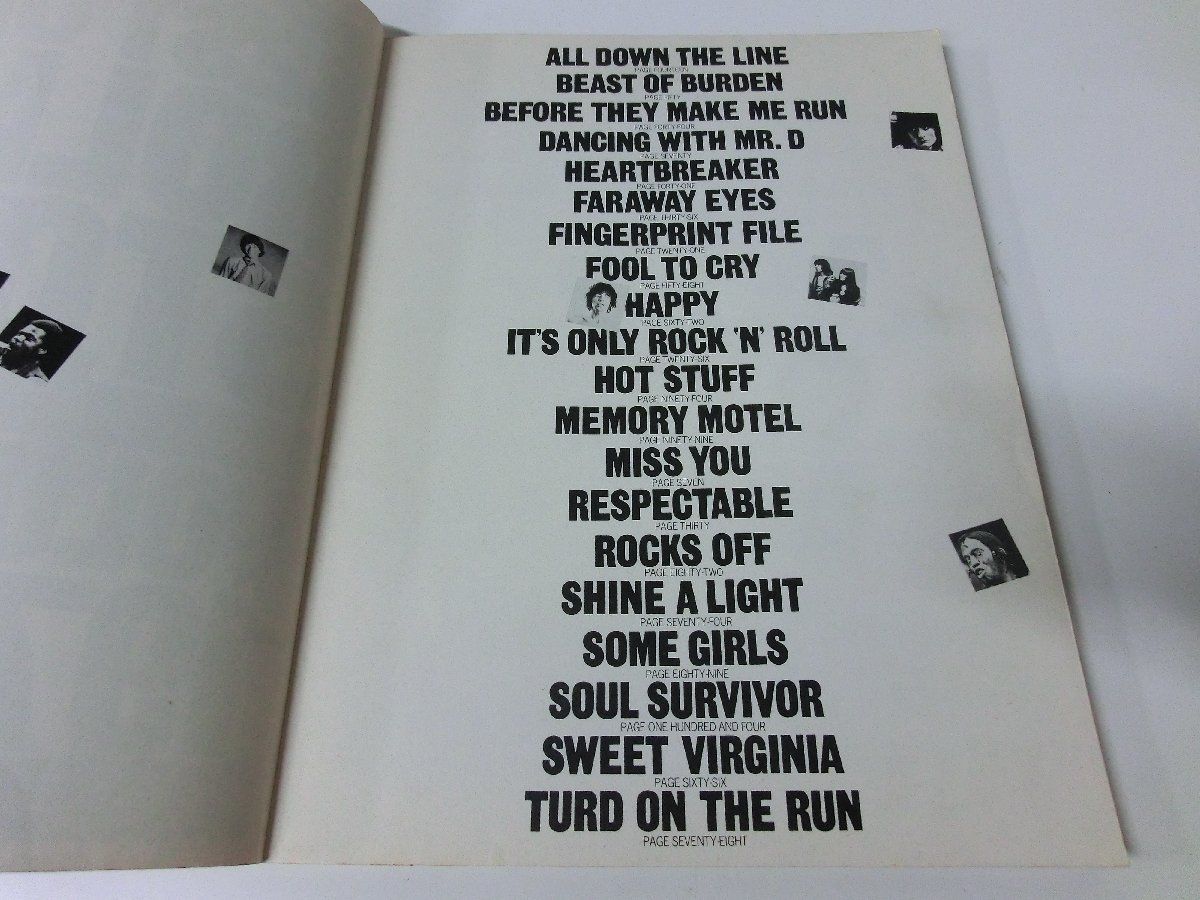 ALL DOWN THE LINE
PAGE FOURTEEN
BEAST OF BURDEN
PAGE FIFTY
BEFORE THEY MAKE ME RUN
PAGE FORTY-FOUR
DANCING WITH MR. D
PAGE SEVENTY
HEARTBREAKER
PAGE FORTY-ONE
FARAWAY EYES
PAGE THIRTY-SIX
FINGERPRINT FILE
PAGE TWENTY-ONE
FOOL TO CRY
PAGE FIFTY-EIGHT
HAPPY
PAGE SIXTY-TWO
IT'S ONLY ROCK 'N' ROLL
PAGE TWENTY-SIX
HOT STUFF
PAGE NINETY-FOUR
MEMORY MOTEL
PAGE NINETY-NINE
MISS YOU
PAGE SEVEN
RESPECTABLE
PAGE THIRTY
ROCKS OFF
PAGE EIGHTY-TWO
SHINE A LIGHT
PAGE SEVENTY-FOUR
SOME GIRLS
PAGE EIGHTY-NINE
SOUL SURVIVOR
PAGE ONE HUNDRED AND FOUR
SWEET VIRGINIA
PAGE SIXTY-SIX
TURD ON THE RUN
PAGE SEVENTY-EIGHT